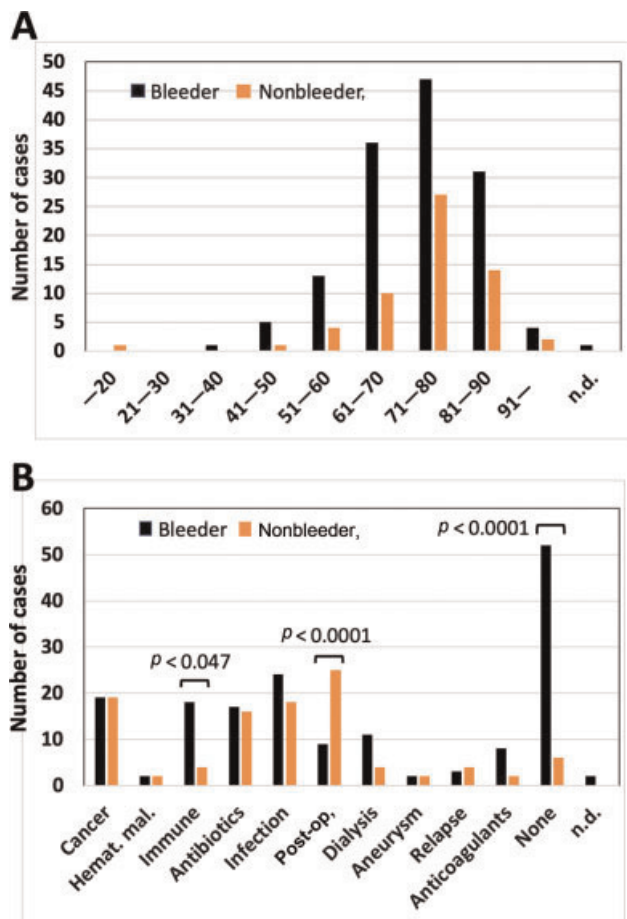 A
50
45
40
35
30
25
20
15
10
5
0
Number of cases
Bleeder Nonbleeder,
—20 21—30 31—40 41—50 51—60 61—70 71—80 81—90 91— n.d.
B
60
50
40
30
20
10
0
Number of cases
Bleeder Nonbleeder,
p < 0.0001
p < 0.0001
p < 0.047
Cancer Hemat. mal. Immune Antibiotics Infection Post-op, Dialysis Aneurysm Relapse Anticoagulants None n.d.